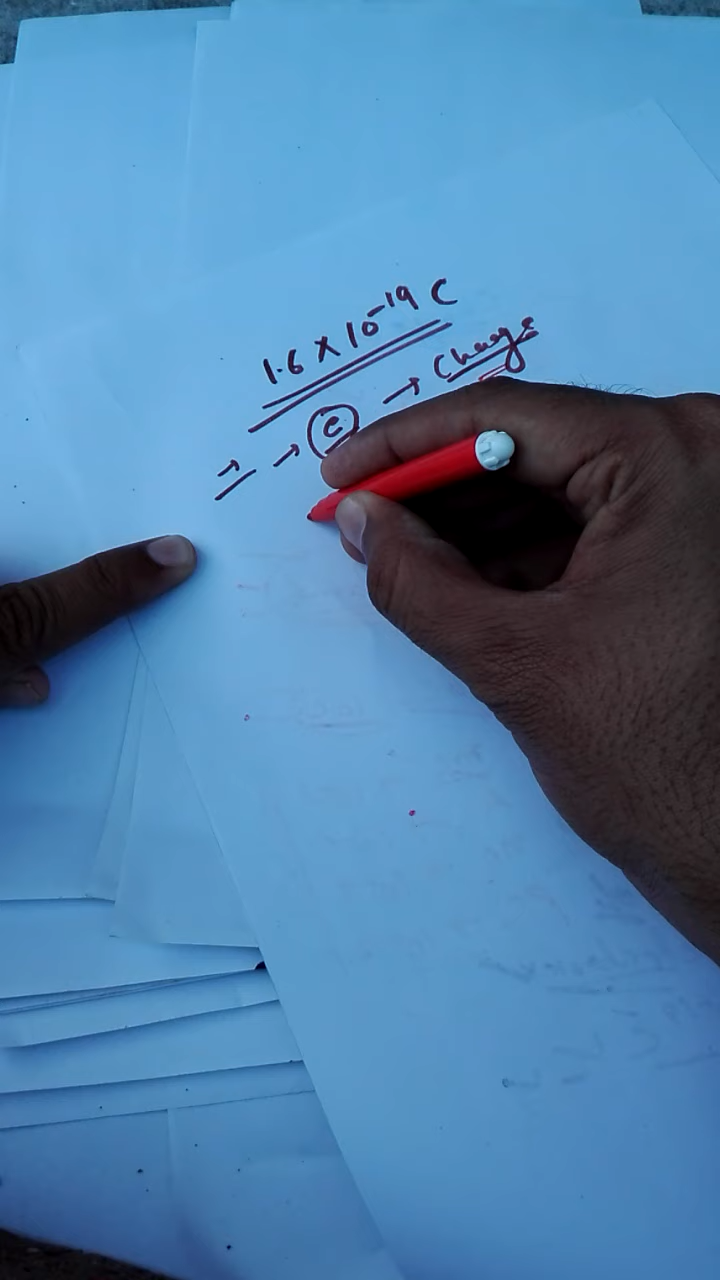 1.6 × 10⁻¹⁹ C
→ → e → Charge